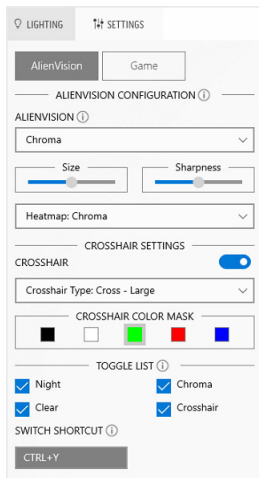 LIGHTING SETTINGS
AlienVision Game
ALIENVISION CONFIGURATION
ALIENVISION
Chroma
Size Sharpness
Heatmap: Chroma
CROSSHAIR SETTINGS
CROSSHAIR
Crosshair Type: Cross - Large
CROSSHAIR COLOR MASK
TOGGLE LIST
Night Chroma
Clear Crosshair
SWITCH SHORTCUT
CTRL+Y